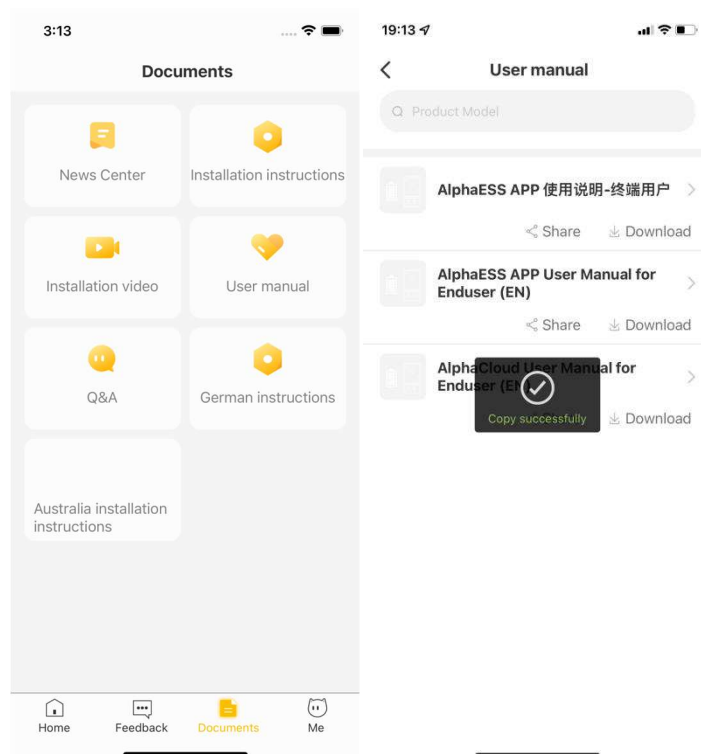 3:13
Documents
News Center
Installation instructions
Installation video
User manual
Q&A
German instructions
Australia installation
instructions
Home
Feedback
Documents
Me
19:13
User manual
Product Model
AlphaESS APP 使用说明-终端用户
Share
Download
AlphaESS APP User Manual for
Enduser (EN)
Share
Download
AlphaCloud User Manual for
Enduser (EN)
Copy successfully
Download